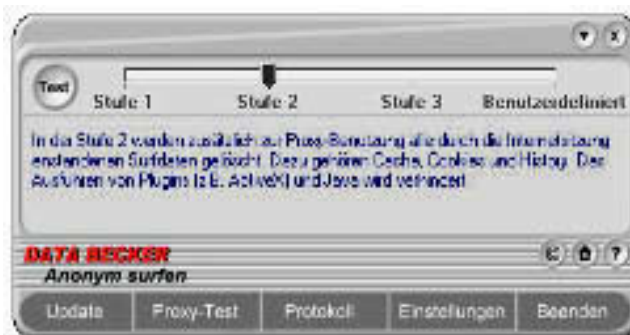 Test
Stufe 1 Stufe 2 Stufe 3 Benutzerdefiniert
In der Stufe 2 werden zusätzlich zur Proxy-Benutzung alle durch die Internetsitzung
enstandenen Surfdaten gelöscht. Dazu gehören Cache, Cookies und History. Das
Ausführen von Plugins (z.B. ActiveX) und Java wird verhindert.
DATA BECKER
Anonym surfen
?
Update Proxy-Test Protokoll Einstellungen Beenden